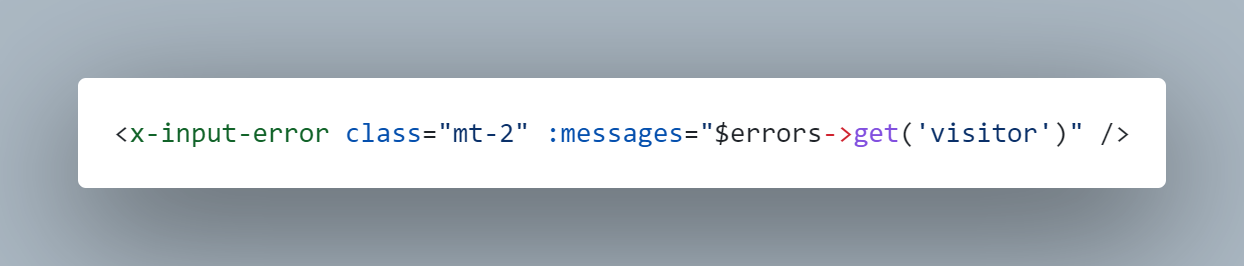 <x-input-error class="mt-2" :messages="$errors->get('visitor')" />